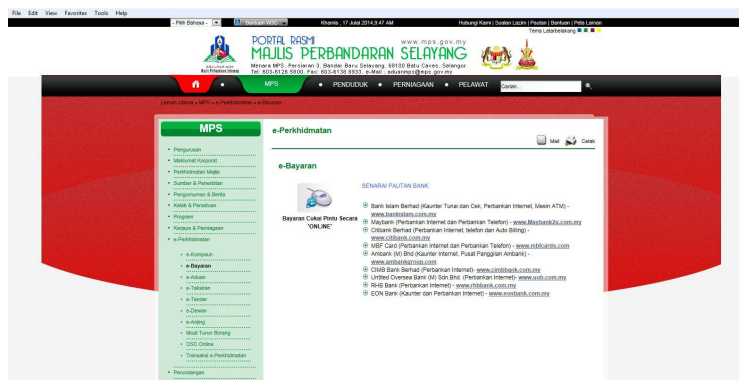 File Edit View Favorites Tools Help
- Pilih Bahasa - Bantuan W3C Khamis , 17 Julai 2014,9:47 AM Hubungi Kami | Soalan Lazim | Pautan | Bantuan | Peta Laman
Tema Latarbelakang
PORTAL RASMI www.mps.gov.my
MAJLIS PERBANDARAN SELAYANG
Menara MPS, Persiaran 3, Bandar Baru Selayang, 68100 Batu Caves, Selangor
Tel: 603-6126 5800, Fax: 603-6138 8933, e-Mail : aduanmps@mps.gov.my
Majlis Perbandaran Selayang
MPS • PENDUDUK • PERNIAGAAN • PELAWAT Carian...
Laman Utama » MPS » e-Perkhidmatan » e-Bayaran
MPS
Pengurusan
Maklumat Korporat
Perkhidmatan Majlis
Sumber & Penerbitan
Pengumuman & Berita
Kelab & Persatuan
Program
Kerjaya & Perniagaan
e-Perkhidmatan
e-Kompaun
e-Bayaran
e-Aduan
e-Taksiran
e-Tender
e-Dewan
e-Anjing
Muat Turun Borang
OSC Online
Transaksi e-Perkhidmatan
Perundangan
e-Perkhidmatan
Mail Cetak
e-Bayaran
Bayaran Cukai Pintu Secara
'ONLINE'
SENARAI PAUTAN BANK
Bank Islam Berhad (Kaunter Tunai dan Cek, Perbankan Internet, Mesin ATM) -
www.bankislam.com.my
Maybank (Perbankan Internet dan Perbankan Telefon) - www.Maybank2u.com.my
Citibank Berhad (Perbankan Internet, telefon dan Auto Billing) -
www.citibank.com.my
MBF Card (Perbankan Internet dan Perbankan Telefon) - www.mbfcards.com
Ambank (M) Bhd (Kaunter Internet, Pusat Panggilan Ambank) -
www.ambankgroup.com
CIMB Bank Berhad (Perbankan Internet)- www.cimbbank.com.my
Untited Oversea Bank (M) Sdn.Bhd. (Perbankan Internet)- www.uob.com.my
RHB Bank (Perbankan Internet) - www.rhbbank.com.my
EON Bank (Kaunter dan Perbankan Internet) - www.eonbank.com.my